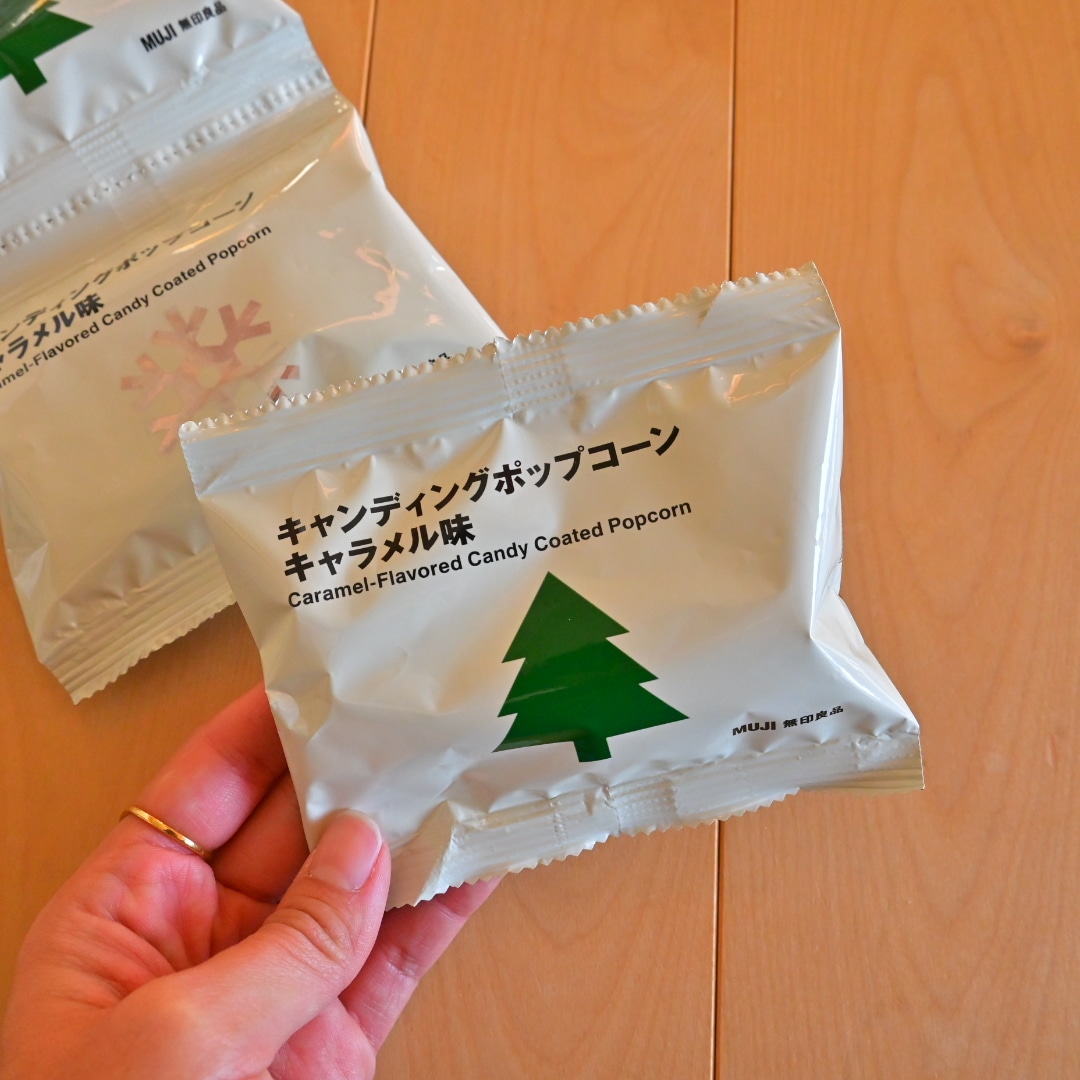 MUJI 無印良品
ンディングポップコーン
ラメル味
mel-Flavored Candy Coated Popcorn
キャンディングポップコーン
キャラメル味
Caramel-Flavored Candy Coated Popcorn
MUJI 無印良品